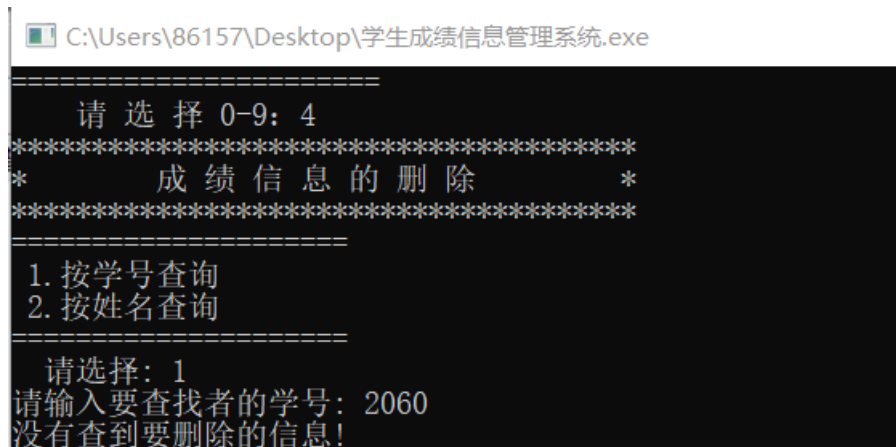 C:\Users\86157\Desktop\学生成绩信息管理系统.exe
=======================
请 选 择 0-9: 4
***************************************
* 成 绩 信 息 的 删 除 *
***************************************
=====================
1.按学号查询
2.按姓名查询
=====================
请选择: 1
请输入要查找者的学号: 2060
没有查到要删除的信息!